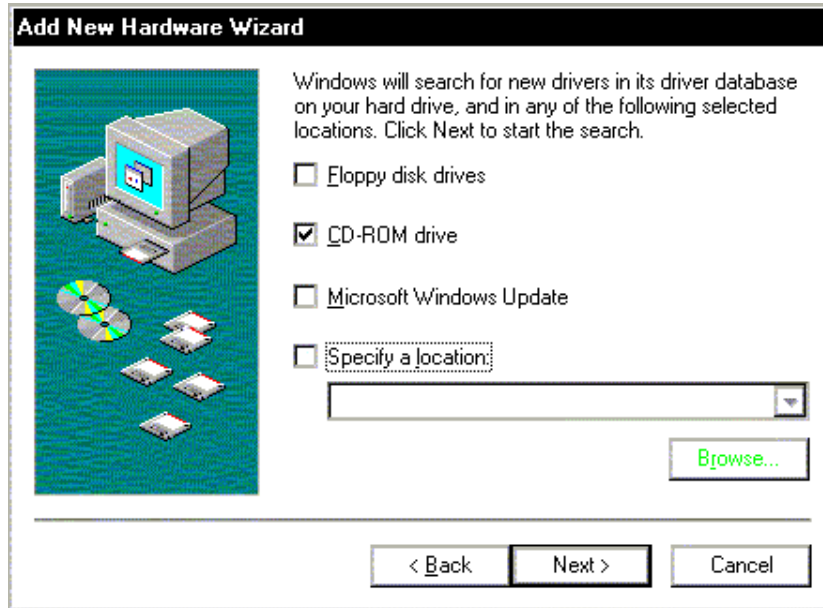 Add New Hardware Wizard
Windows will search for new drivers in its driver database
on your hard drive, and in any of the following selected
locations. Click Next to start the search.
Floppy disk drives
CD-ROM drive
Microsoft Windows Update
Specify a location:
Browse...
< Back
Next >
Cancel